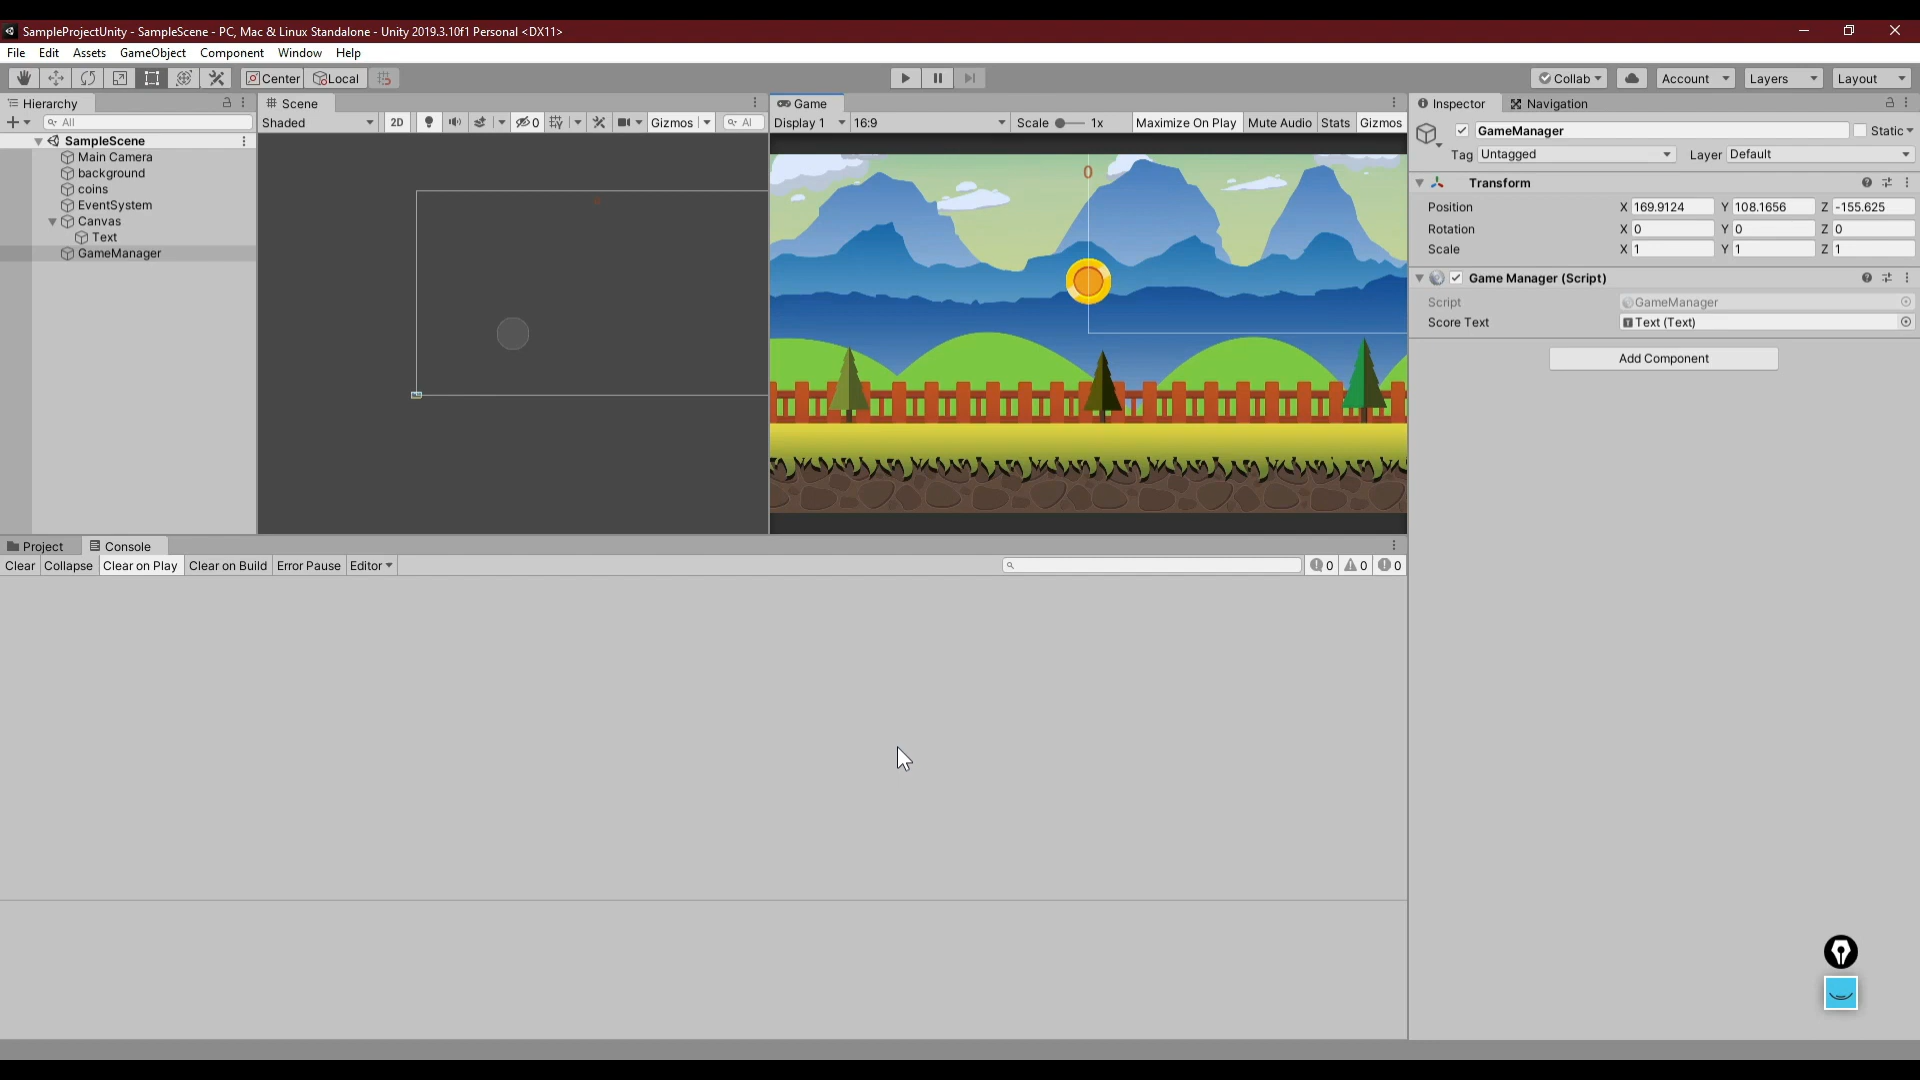 SampleProjectUnity - SampleScene - PC, Mac & Linux Standalone - Unity 2019.3.10f1 Personal <DX11>
File Edit Assets GameObject Component Window Help
Center Local Collab Account Layers Layout
Hierarchy Scene Game Inspector Navigation
All Shaded 2D 0 Gizmos Al Display 1 16:9 Scale 1x Maximize On Play Mute Audio Stats Gizmos
SampleScene
Main Camera
background
coins
EventSystem
Canvas
Text
GameManager
0
GameManager Static
Tag Untagged Layer Default
Transform
Position X 169.9124 Y 108.1656 Z -155.625
Rotation X 0 Y 0 Z 0
Scale X 1 Y 1 Z 1
Game Manager (Script)
Script GameManager
Score Text Text (Text)
Add Component
Project Console
Clear Collapse Clear on Play Clear on Build Error Pause Editor 0 0 0